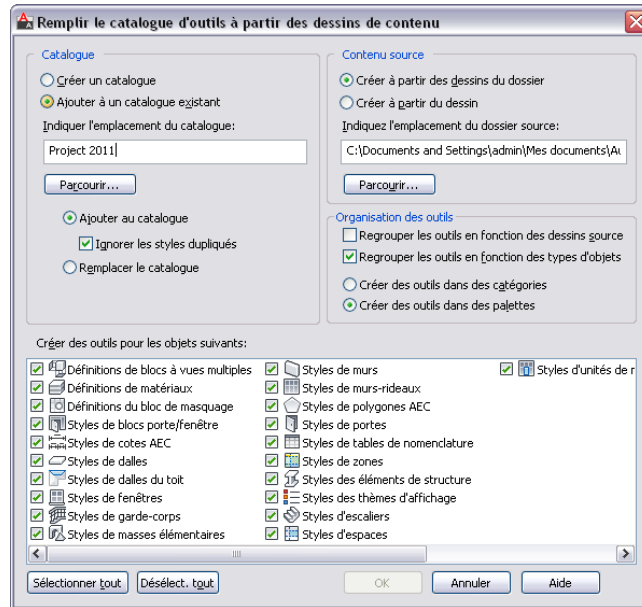 Remplir le catalogue d'outils à partir des dessins de contenu
Catalogue
Créer un catalogue
Ajouter à un catalogue existant
Indiquer l'emplacement du catalogue:
Project 2011
Parcourir...
Ajouter au catalogue
Ignorer les styles dupliqués
Remplacer le catalogue
Contenu source
Créer à partir des dessins du dossier
Créer à partir du dessin
Indiquez l'emplacement du dossier source:
C:\Documents and Settings\admin\Mes documents\Au
Parcourir...
Organisation des outils
Regrouper les outils en fonction des dessins source
Regrouper les outils en fonction des types d'objets
Créer des outils dans des catégories
Créer des outils dans des palettes
Créer des outils pour les objets suivants:
Définitions de blocs à vues multiples
Définitions de matériaux
Définitions du bloc de masquage
Styles de blocs porte/fenêtre
Styles de cotes AEC
Styles de dalles
Styles de dalles du toit
Styles de fenêtres
Styles de garde-corps
Styles de masses élémentaires
Styles de murs
Styles de murs-rideaux
Styles de polygones AEC
Styles de portes
Styles de tables de nomenclature
Styles de zones
Styles des éléments de structure
Styles des thèmes d'affichage
Styles d'escaliers
Styles d'espaces
Styles d'unités de
Sélectionner tout
Désélect. tout
OK
Annuler
Aide